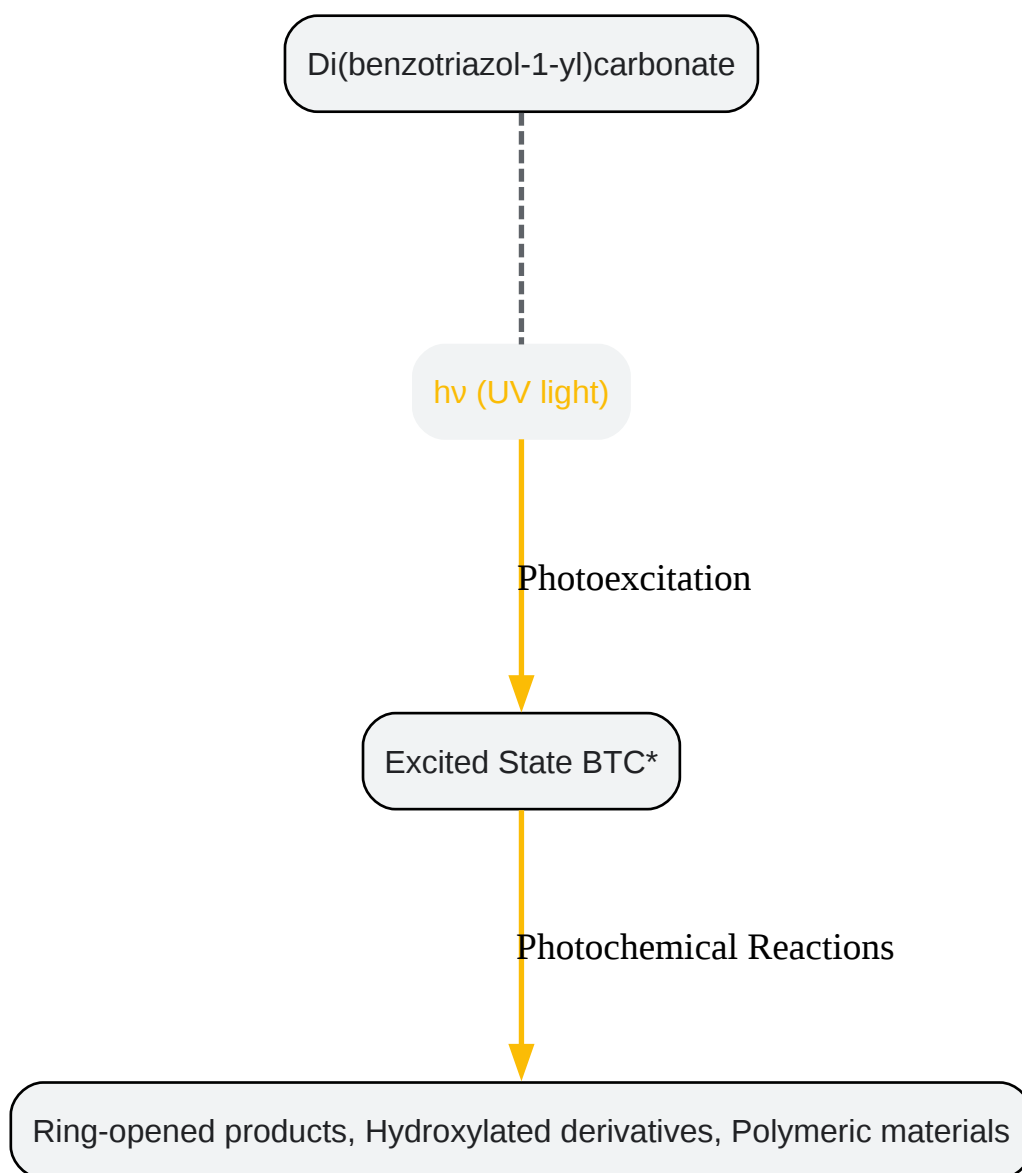 Di(benzotriazol-1-yl)carbonate
hν (UV light)
Photoexcitation
Excited State BTC*
Photochemical Reactions
Ring-opened products, Hydroxylated derivatives, Polymeric materials